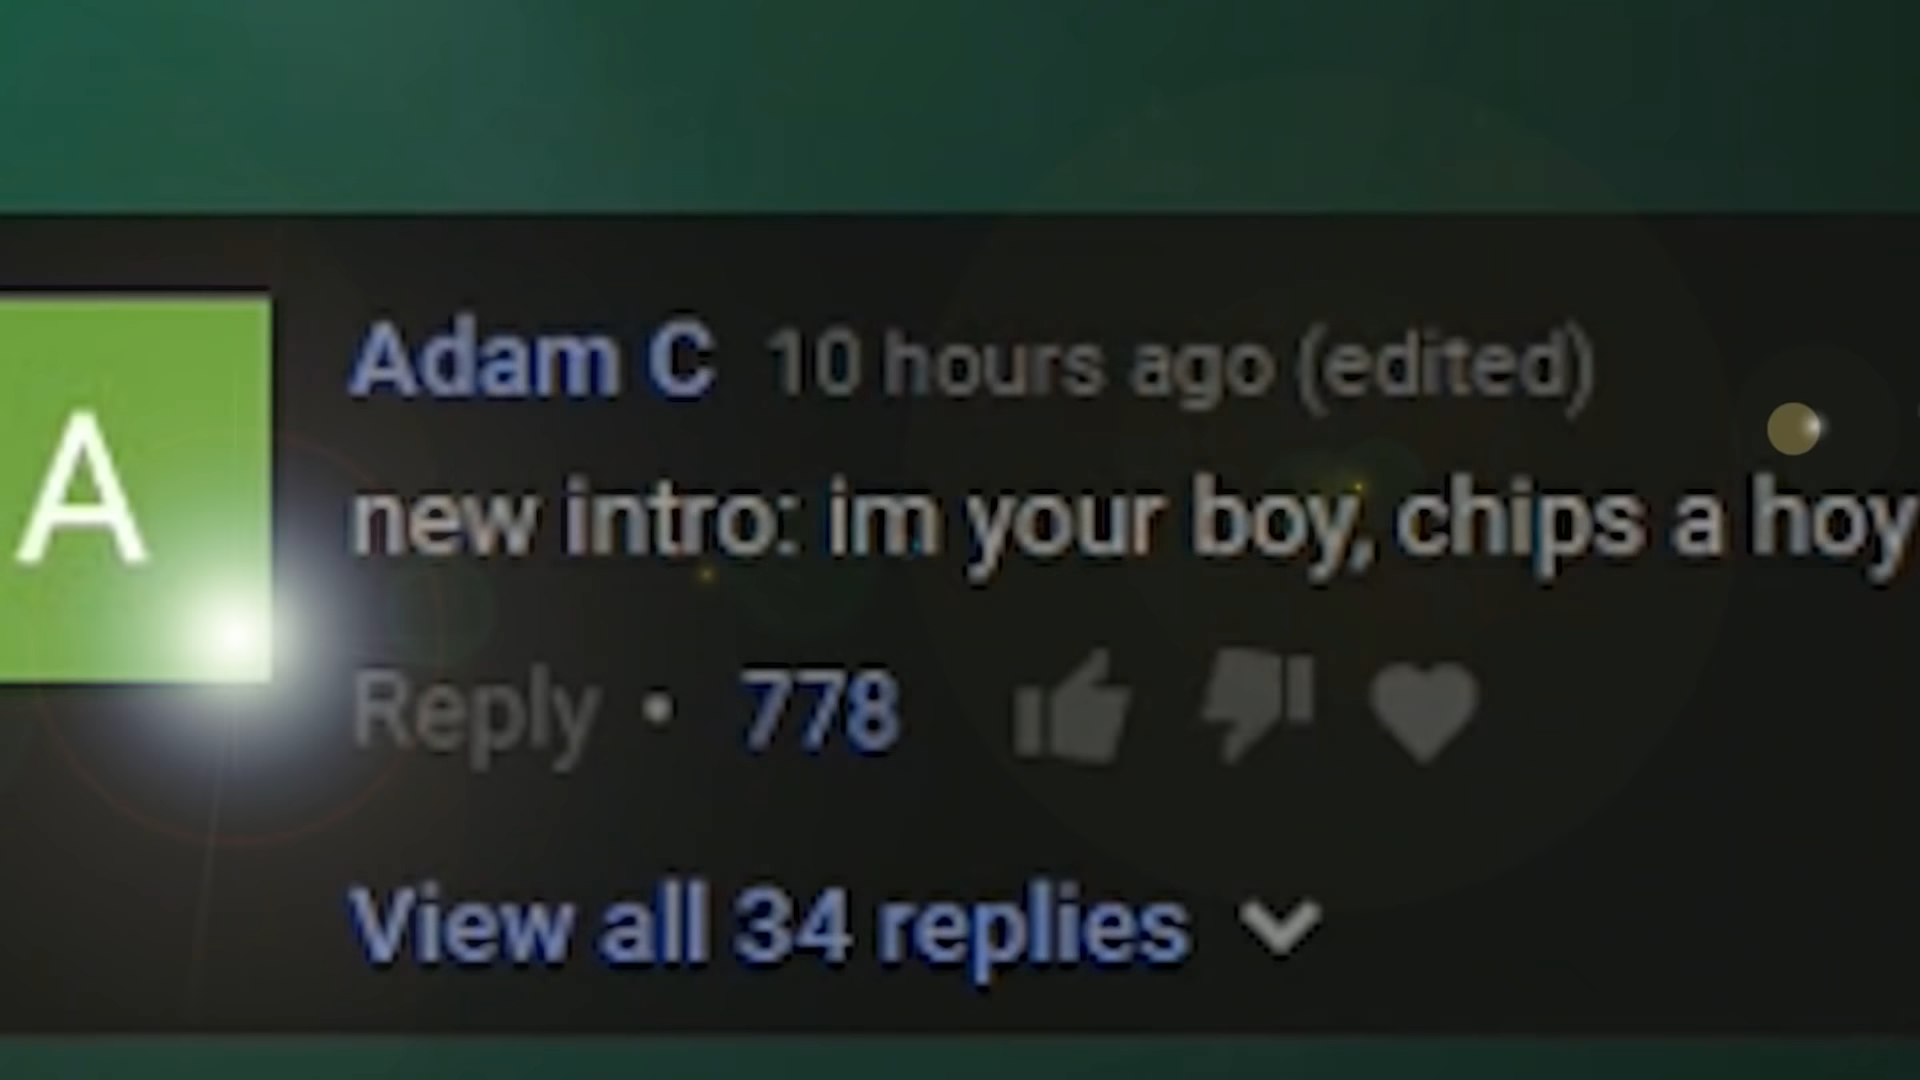 A
Adam C 10 hours ago (edited)
new intro: im your boy, chips a hoy
Reply • 778
View all 34 replies